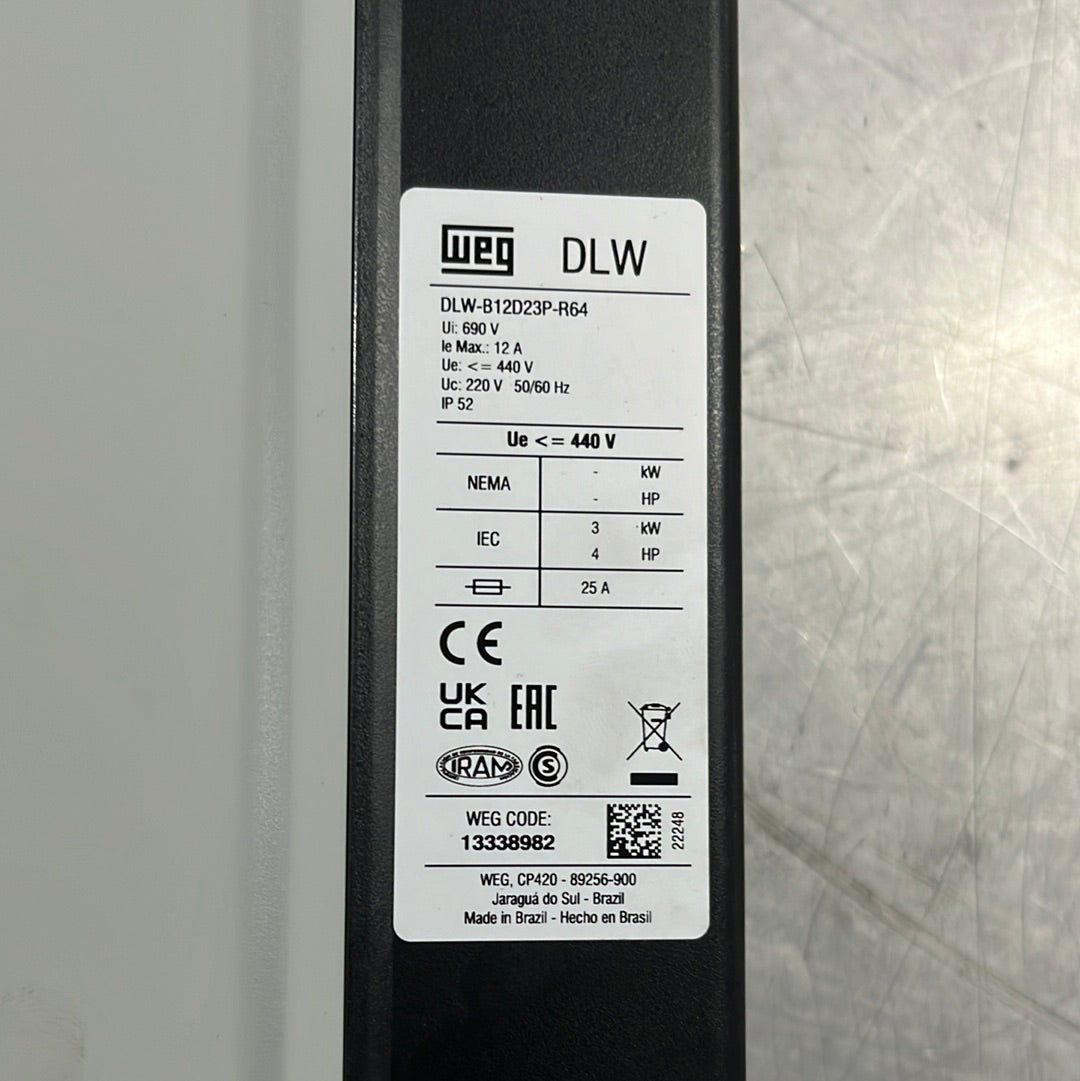 weg DLW
DLW-B12D23P-R64
Ui: 690 V
Ie Max.: 12 A
Ue: <= 440 V
Uc: 220 V 50/60 Hz
IP 52
Ue <= 440 V
NEMA - kW
- HP
IEC 3 kW
4 HP
25 A
CE
UK
CA EAC
IRAM S
WEG CODE:
13338982
22248
WEG, CP420 - 89256-900
Jaraguá do Sul - Brazil
Made in Brazil - Hecho en Brasil